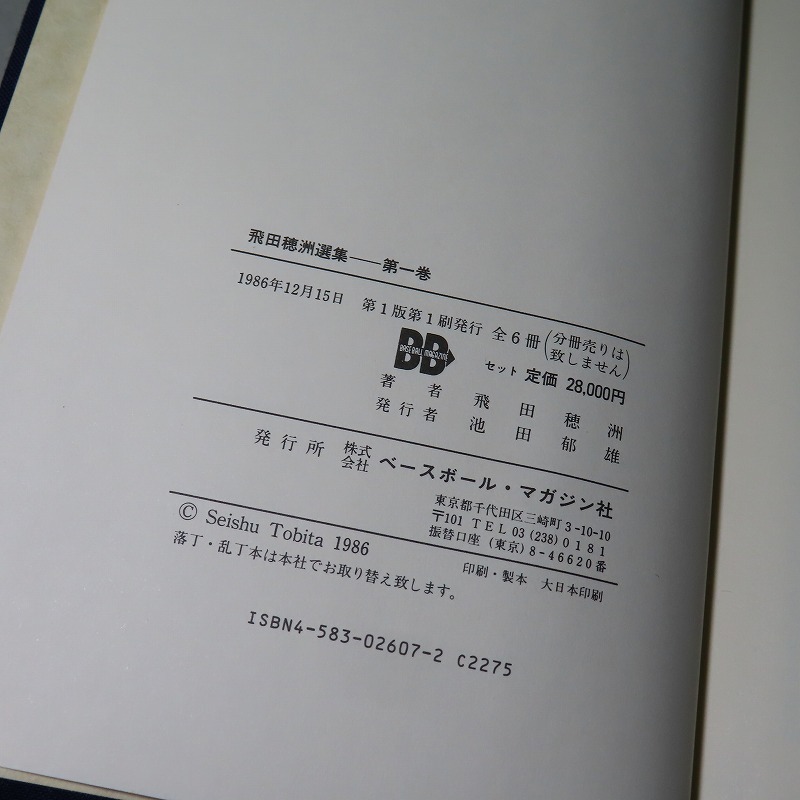 飛田穂洲選集――第一巻
1986年12月15日 第1版第1刷発行 全6冊(分冊売りは致しません)
BB BASEBALL MAGAZINE
セット 定価 28,000円
著者 飛田穂洲
発行者 池田郁雄
発行所 株式会社 ベースボール・マガジン社
東京都千代田区三崎町3-10-10
〒101 TEL 03(238)0181
振替口座(東京)8-46620番
印刷・製本 大日本印刷
© Seishu Tobita 1986
落丁・乱丁本は本社でお取り替え致します。
ISBN4-583-02607-2 C2275